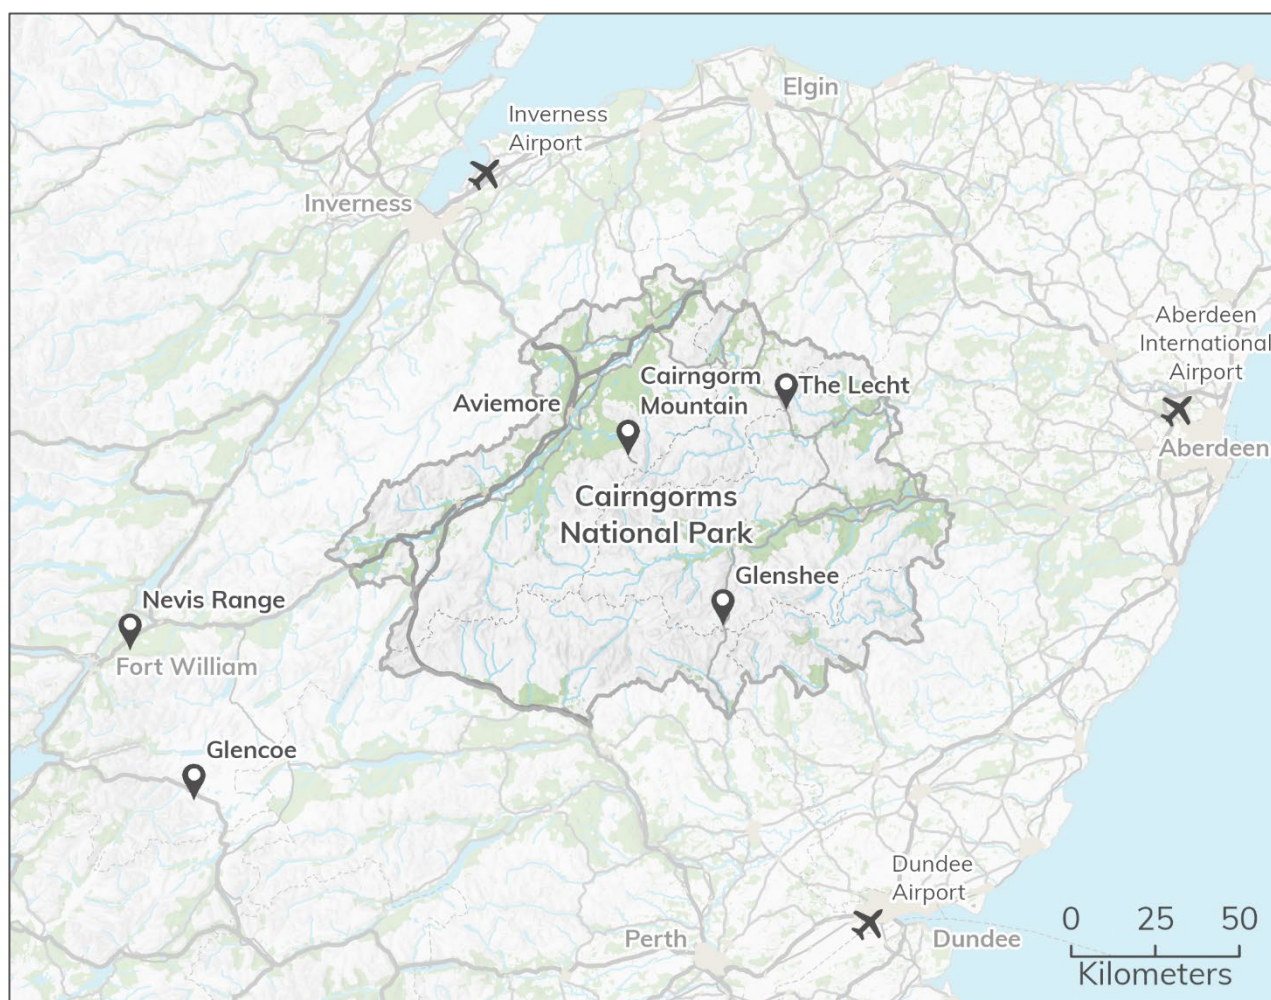 Elgin
Inverness
Airport
Inverness
Aberdeen
International
Airport
Cairngorm
Mountain
The Lecht
Aviemore
Aberdeen
Cairngorms
National Park
Glenshee
Nevis Range
Fort William
Glencoe
Dundee
Airport
Perth
Dundee
0 25 50
Kilometers